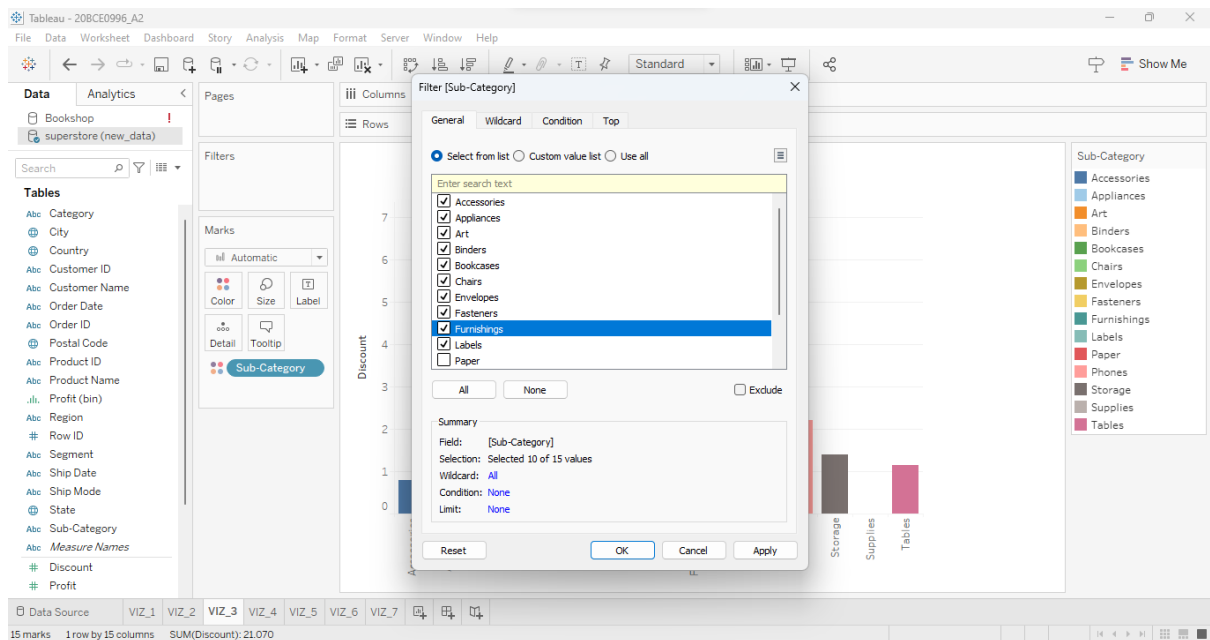 Tableau - 20BCE0996_A2
File Data Worksheet Dashboard Story Analysis Map Format Server Window Help
Standard
Show Me
Data Analytics
Bookshop !
superstore (new_data)
Search
Tables
Abc Category
City
Country
Abc Customer ID
Abc Customer Name
Abc Order Date
Abc Order ID
Postal Code
Abc Product ID
Abc Product Name
Profit (bin)
Abc Region
# Row ID
Abc Segment
Abc Ship Date
Abc Ship Mode
State
Abc Sub-Category
Abc Measure Names
# Discount
# Profit
Pages
Filters
Marks
Automatic
Color Size Label
Detail Tooltip
Sub-Category
Columns
Rows
Discount
7
6
5
4
3
2
1
0
Storage
Supplies
Tables
Filter [Sub-Category]
General Wildcard Condition Top
Select from list Custom value list Use all
Enter search text
Accessories
Appliances
Art
Binders
Bookcases
Chairs
Envelopes
Fasteners
Furnishings
Labels
Paper
All None Exclude
Summary
Field: [Sub-Category]
Selection: Selected 10 of 15 values
Wildcard: All
Condition: None
Limit: None
Reset OK Cancel Apply
Sub-Category
Accessories
Appliances
Art
Binders
Bookcases
Chairs
Envelopes
Fasteners
Furnishings
Labels
Paper
Phones
Storage
Supplies
Tables
Data Source VIZ_1 VIZ_2 VIZ_3 VIZ_4 VIZ_5 VIZ_6 VIZ_7
15 marks 1 row by 15 columns SUM(Discount): 21.070